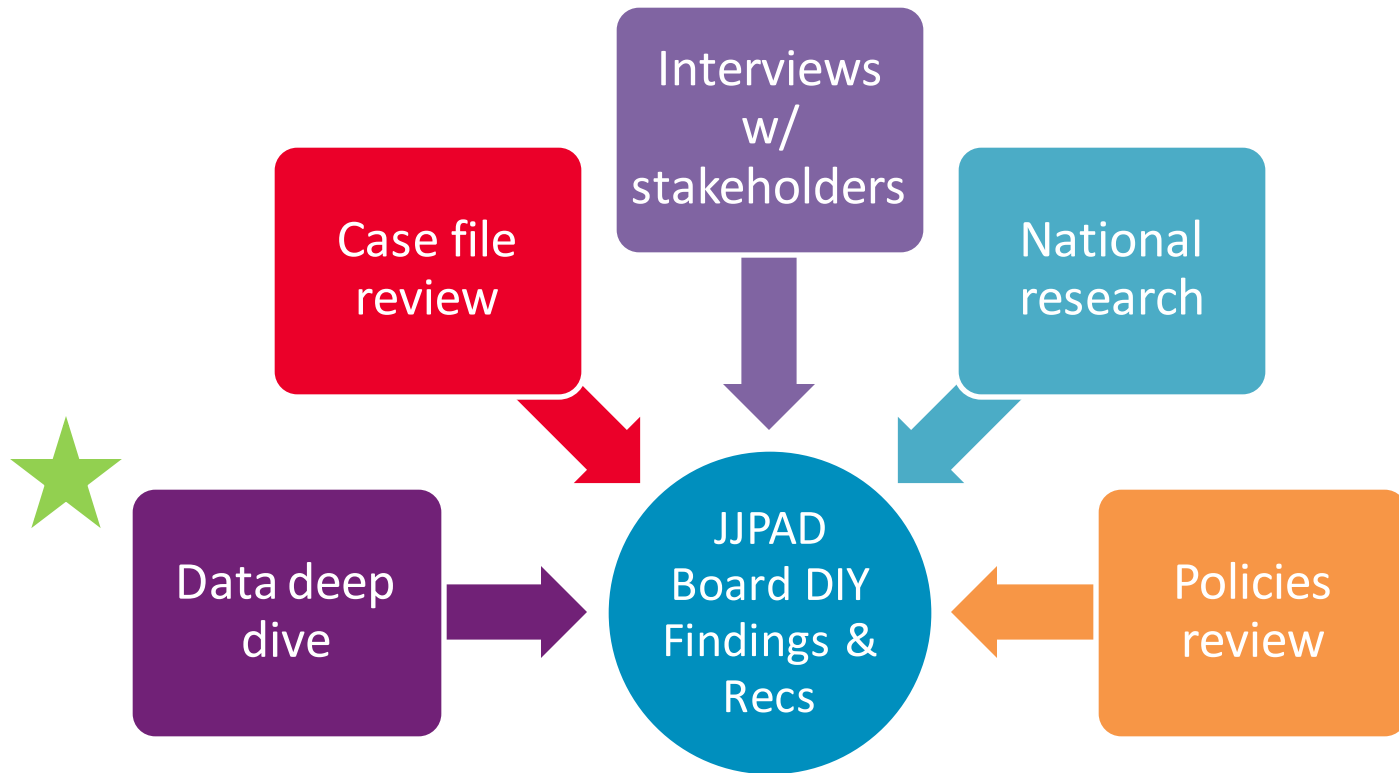 Interviews
w/
stakeholders
Case file
review
National
research
Data deep
dive
JJPAD
Board DIY
Findings &
Recs
Policies
review